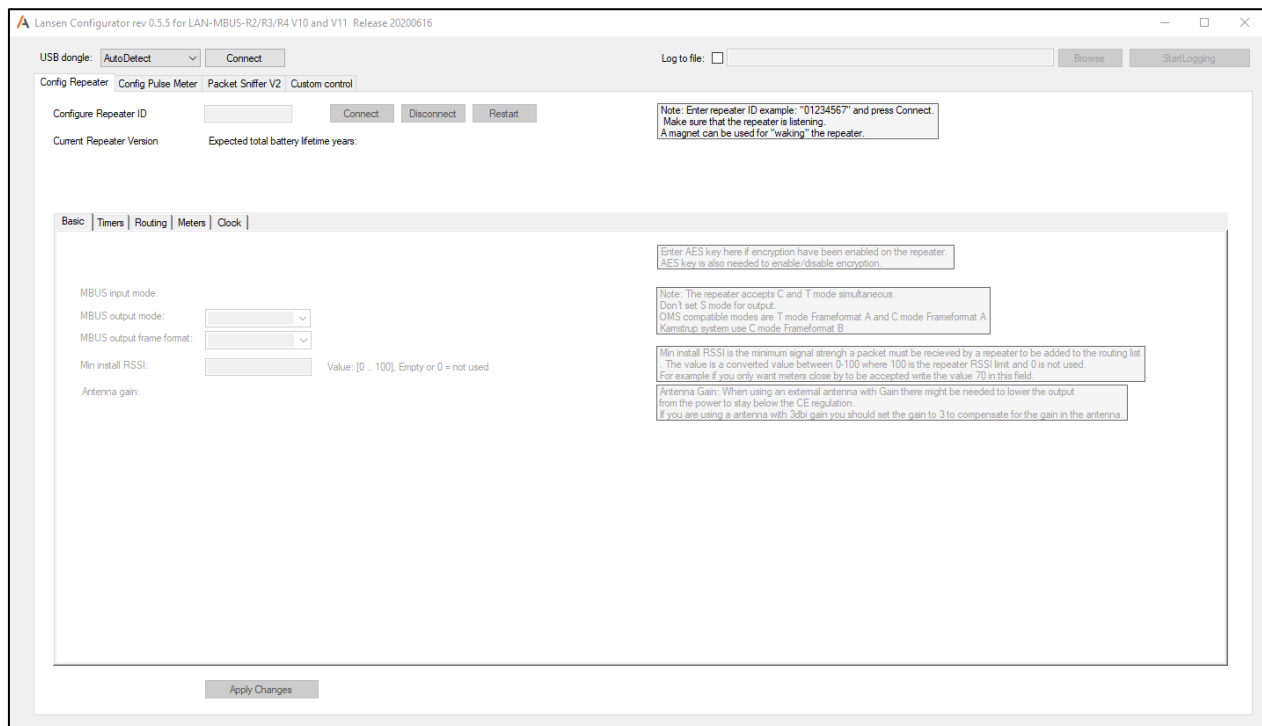 Lansen Configurator rev 0.5.5 for LAN-MBUS-R2/R3/R4 V10 and V11 Release 20200616
USB dongle: AutoDetect Connect Log to file: Browse StartLogging
Config Repeater Config Pulse Meter Packet Sniffer V2 Custom control
Configure Repeater ID Connect Disconnect Restart
Note: Enter repeater ID example: "01234567" and press Connect.
Make sure that the repeater is listening.
A magnet can be used for "waking" the repeater.
Current Repeater Version Expected total battery lifetime years:
Basic Timers Routing Meters Clock
Enter AES key here if encryption have been enabled on the repeater.
AES key is also needed to enable/disable encryption.
MBUS input mode:
MBUS output mode:
MBUS output frame format:
Note: The repeater accepts C and T mode simultaneous.
Don't set S mode for output.
OMS compatible modes are T mode Frameformat A and C mode Frameformat A
Kamstrup system use C mode Frameformat B
Min install RSSI: Value: [0 .. 100], Empty or 0 = not used
Min install RSSI is the minimum signal strengh a packet must be recieved by a repeater to be added to the routing list
. The value is a converted value between 0-100 where 100 is the repeater RSSI limit and 0 is not used.
For example if you only want meters close by to be accepted write the value 70 in this field.
Antenna gain:
Antenna Gain: When using an external antenna with Gain there might be needed to lower the output
from the power to stay below the CE regulation.
If you are using a antenna with 3dbi gain you should set the gain to 3 to compensate for the gain in the antenna.
Apply Changes